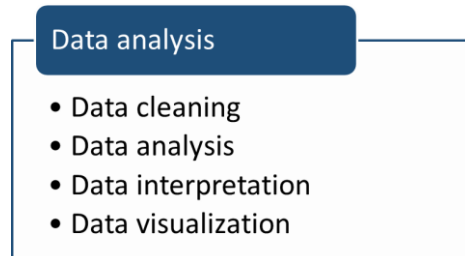 Data analysis
• Data cleaning
• Data analysis
• Data interpretation
• Data visualization